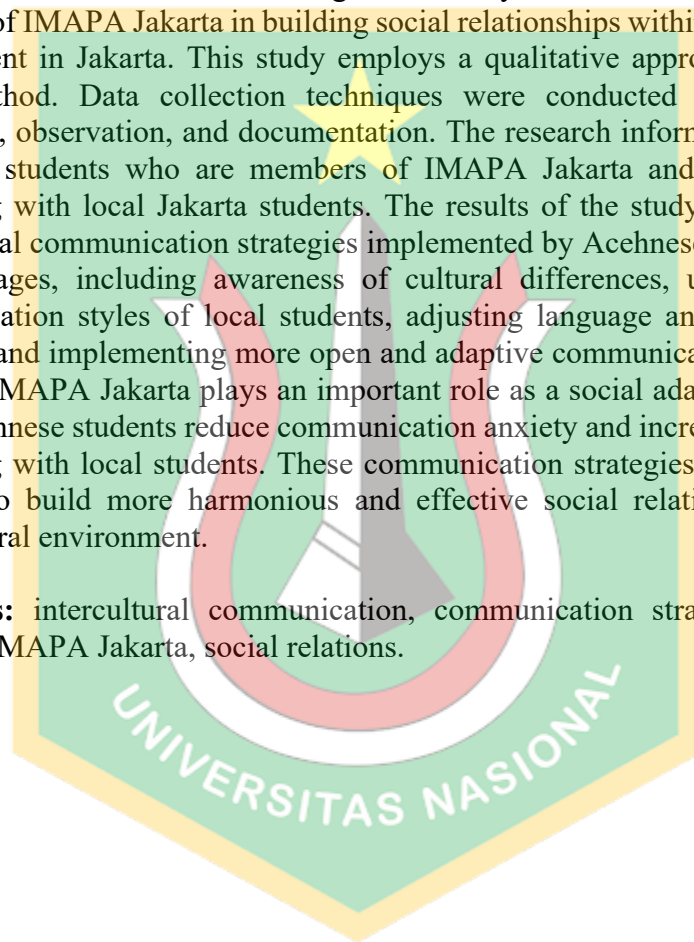 of IMAPA Jakarta in building social relationships within
nt in Jakarta. This study employs a qualitative appro
thod. Data collection techniques were conducted
, observation, and documentation. The research inform
students who are members of IMAPA Jakarta and
with local Jakarta students. The results of the study
al communication strategies implemented by Acehnese
ages, including awareness of cultural differences, u
ation styles of local students, adjusting language an
and implementing more open and adaptive communica
MAPA Jakarta plays an important role as a social ada
hnese students reduce communication anxiety and incre
with local students. These communication strategies
o build more harmonious and effective social relati
ral environment.
s: intercultural communication, communication stra
MAPA Jakarta, social relations.
UNIVERSITAS NASIONAL